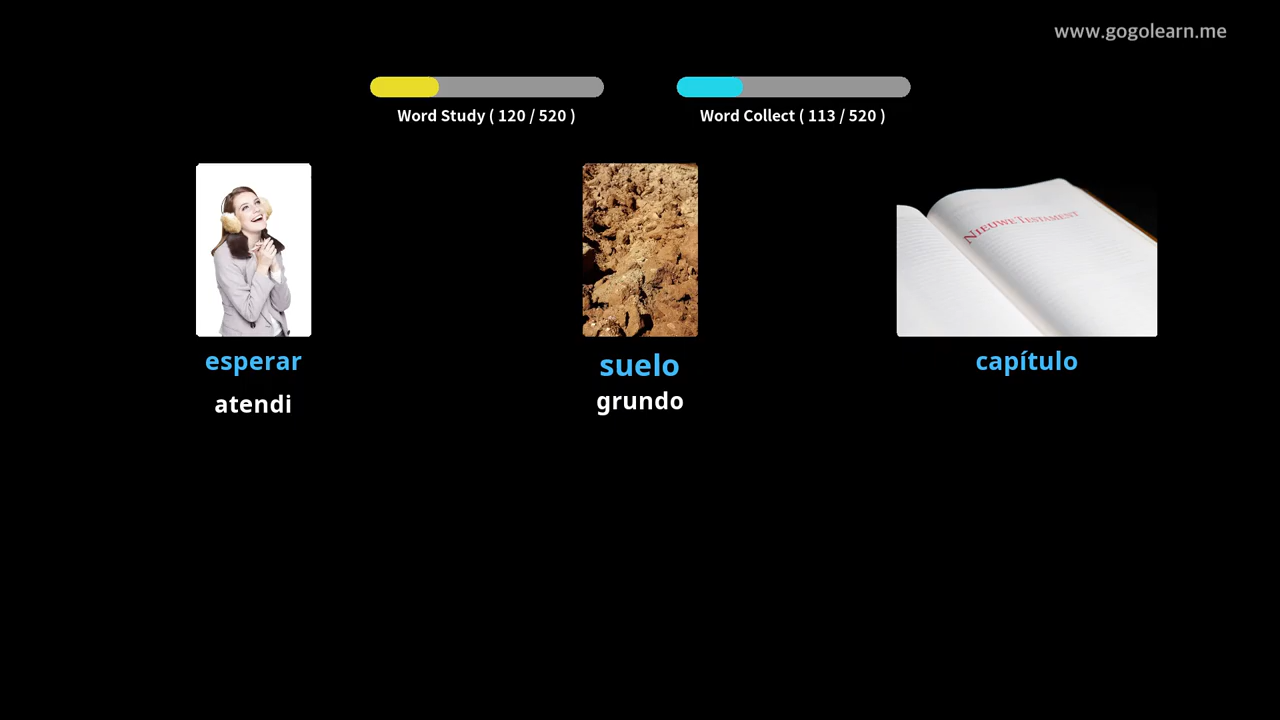 www.gogolearn.me
Word Study ( 120 / 520 )
Word Collect ( 113 / 520 )
NIEUWE TESTAMENT
esperar
suelo
capítulo
atendi
grundo